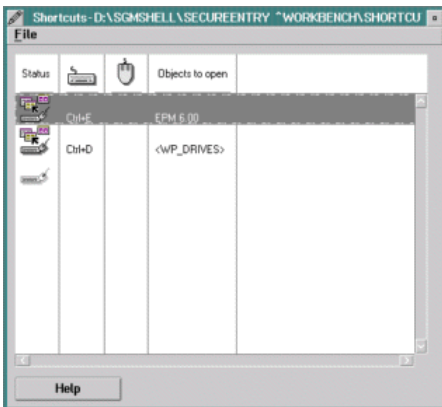 Shortcuts - D:\SGMSHELL\SECUREENTRY ^WORKBENCH\SHORTCU
File
Status Objects to open
Ctrl+E EPM 6.00
Ctrl+D <WP_DRIVES>
Help